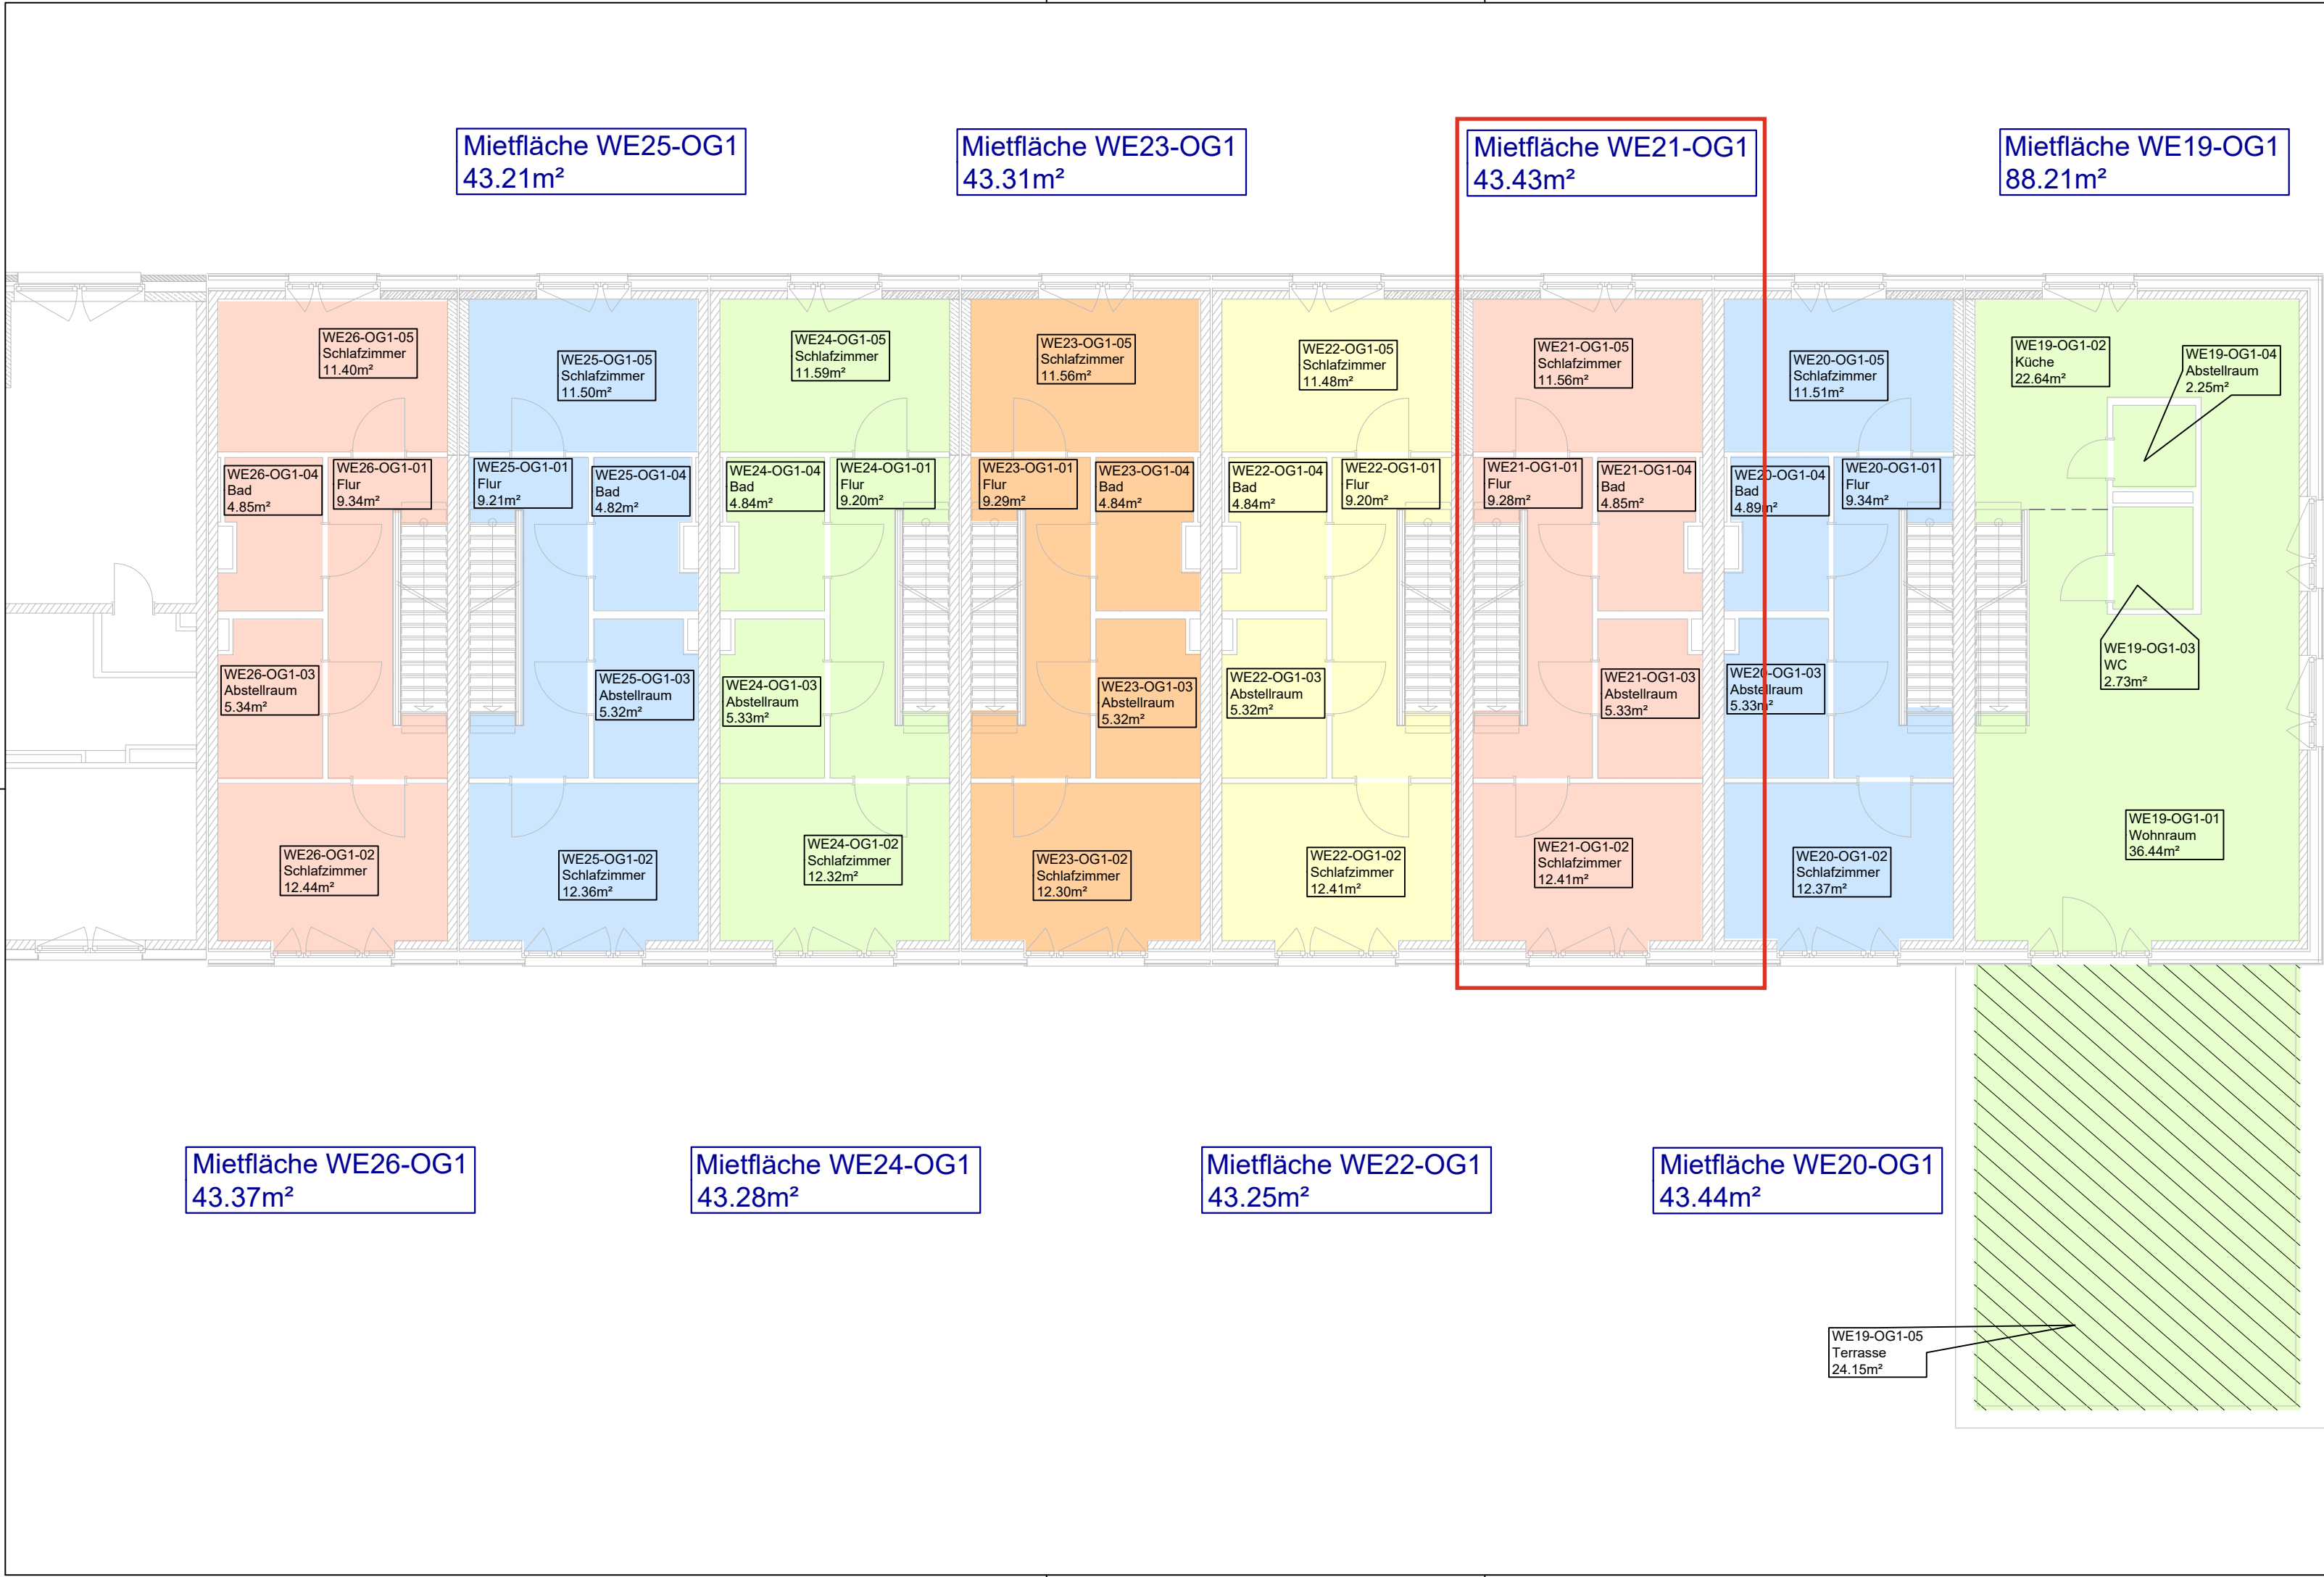 Mietfläche WE25-OG1
43.21m²
Mietfläche WE23-OG1
43.31m²
Mietfläche WE21-OG1
43.43m²
Mietfläche WE19-OG1
88.21m²
WE26-OG1-05
Schlafzimmer
11.40m²
WE25-OG1-05
Schlafzimmer
11.50m²
WE24-OG1-05
Schlafzimmer
11.59m²
WE23-OG1-05
Schlafzimmer
11.56m²
WE22-OG1-05
Schlafzimmer
11.48m²
WE21-OG1-05
Schlafzimmer
11.56m²
WE20-OG1-05
Schlafzimmer
11.51m²
WE19-OG1-02
Küche
22.64m²
WE19-OG1-04
Abstellraum
2.25m²
WE26-OG1-04
Bad
4.85m²
WE26-OG1-01
Flur
9.34m²
WE25-OG1-01
Flur
9.21m²
WE25-OG1-04
Bad
4.82m²
WE24-OG1-04
Bad
4.84m²
WE24-OG1-01
Flur
9.20m²
WE23-OG1-01
Flur
9.29m²
WE23-OG1-04
Bad
4.84m²
WE22-OG1-04
Bad
4.84m²
WE22-OG1-01
Flur
9.20m²
WE21-OG1-01
Flur
9.28m²
WE21-OG1-04
Bad
4.85m²
WE20-OG1-04
Bad
4.89m²
WE20-OG1-01
Flur
9.34m²
WE26-OG1-03
Abstellraum
5.34m²
WE25-OG1-03
Abstellraum
5.32m²
WE24-OG1-03
Abstellraum
5.33m²
WE23-OG1-03
Abstellraum
5.32m²
WE22-OG1-03
Abstellraum
5.32m²
WE21-OG1-03
Abstellraum
5.33m²
WE20-OG1-03
Abstellraum
5.33m²
WE19-OG1-03
WC
2.73m²
WE26-OG1-02
Schlafzimmer
12.44m²
WE25-OG1-02
Schlafzimmer
12.36m²
WE24-OG1-02
Schlafzimmer
12.32m²
WE23-OG1-02
Schlafzimmer
12.30m²
WE22-OG1-02
Schlafzimmer
12.41m²
WE21-OG1-02
Schlafzimmer
12.41m²
WE20-OG1-02
Schlafzimmer
12.37m²
WE19-OG1-01
Wohnraum
36.44m²
Mietfläche WE26-OG1
43.37m²
Mietfläche WE24-OG1
43.28m²
Mietfläche WE22-OG1
43.25m²
Mietfläche WE20-OG1
43.44m²
WE19-OG1-05
Terrasse
24.15m²